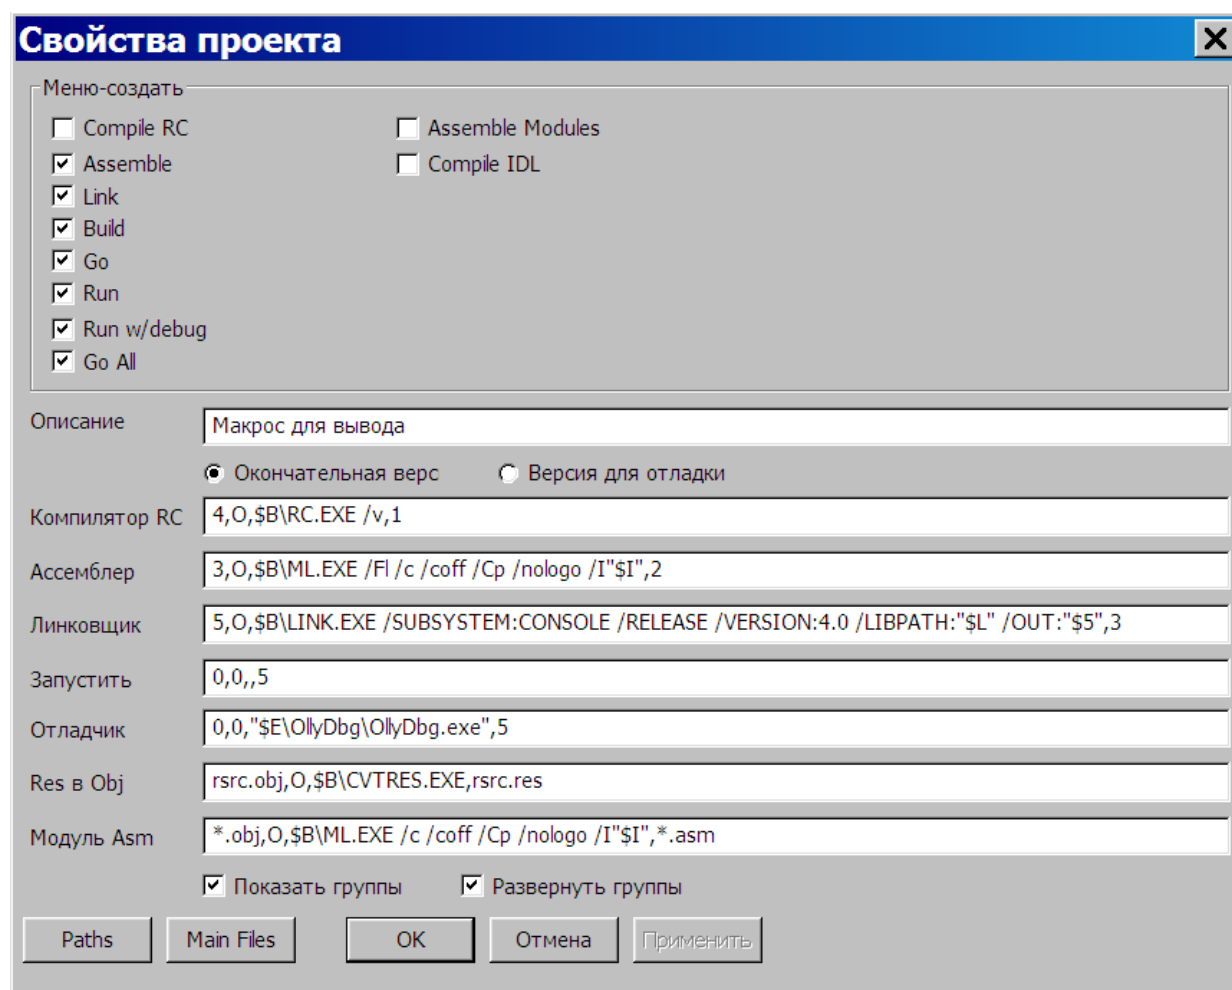 Свойства проекта
Меню-создать
Compile RC Assemble Modules
Assemble Compile IDL
Link
Build
Go
Run
Run w/debug
Go All
Описание Макрос для вывода
Окончательная верс Версия для отладки
Компилятор RC 4,O,$B\RC.EXE /v,1
Ассемблер 3,O,$B\ML.EXE /Fl /c /coff /Cp /nologo /I"$I",2
Линковщик 5,O,$B\LINK.EXE /SUBSYSTEM:CONSOLE /RELEASE /VERSION:4.0 /LIBPATH:"$L" /OUT:"$5",3
Запустить 0,0,,5
Отладчик 0,0,"$E\OllyDbg\OllyDbg.exe",5
Res в Obj rsrc.obj,O,$B\CVTRES.EXE,rsrc.res
Модуль Asm *.obj,O,$B\ML.EXE /c /coff /Cp /nologo /I"$I",*.asm
Показать группы Развернуть группы
Paths Main Files OK Отмена Применить